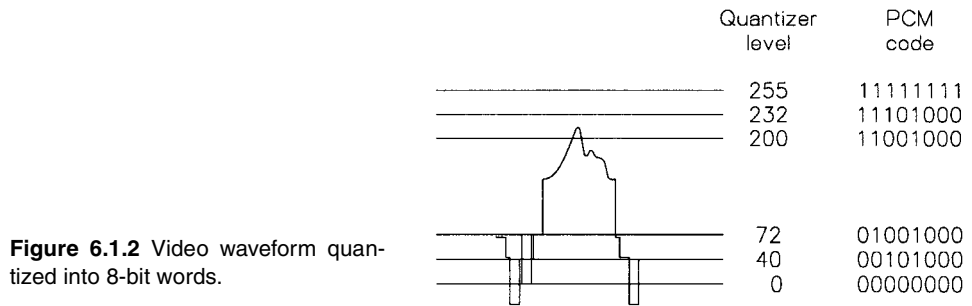 Quantizer PCM
level code
255 11111111
232 11101000
200 11001000
72 01001000
40 00101000
0 00000000
Figure 6.1.2 Video waveform quan-
tized into 8-bit words.